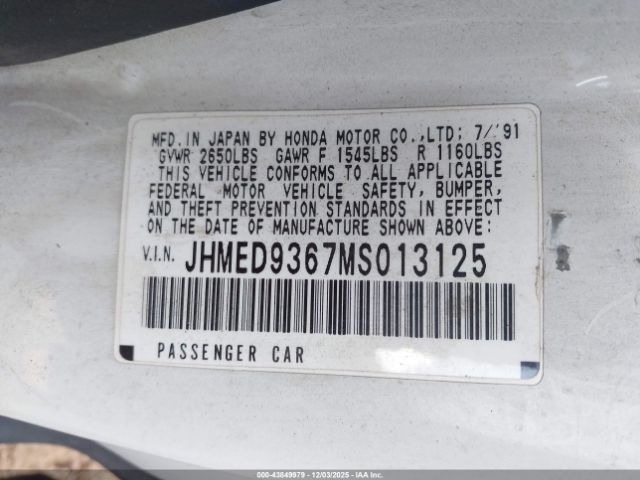 MFD.IN JAPAN BY HONDA MOTOR CO.,LTD; 7/'91
GVWR 2650LBS GAWR F 1545LBS R 1160LBS
THIS VEHICLE CONFORMS TO ALL APPLICABLE
FEDERAL MOTOR VEHICLE SAFETY, BUMPER,
AND THEFT PREVENTION STANDARDS IN EFFECT
ON THE DATE OF MANUFACTURE SHOWN ABOVE:
V.I.N. JHMED9367MS013125
PASSENGER CAR
000-43849979 - 12/03/2025 - IAAI.COM